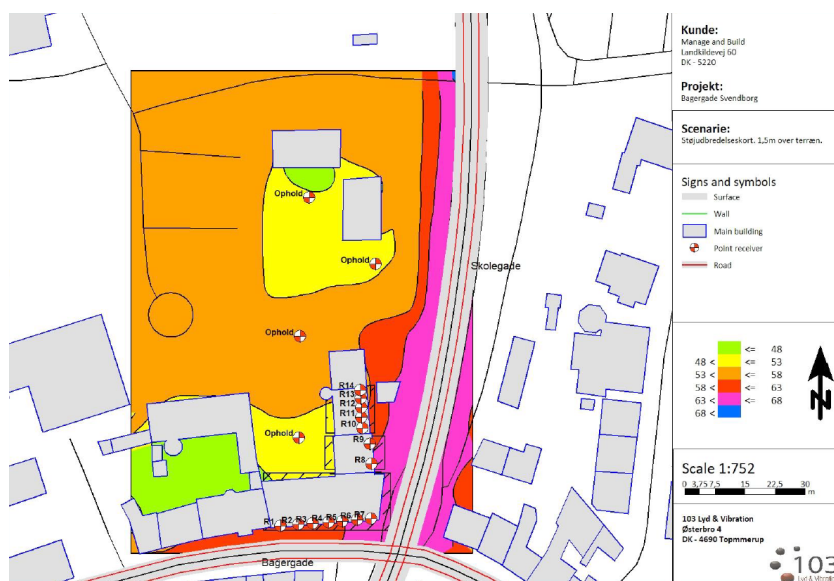 Kunde:
Manage and Build
Landkildevej 60
DK - 5220
Projekt:
Bagergade Svendborg
Scenarie:
Støjudbredelseskort. 1,5m over terræn.
Signs and symbols
Surface
Wall
Main building
Point receiver
Road
<= 48
48 < <= 53
53 < <= 58
58 < <= 63
63 < <= 68
68 <
N
Scale 1:752
0 3,757,5 15 22,5 30
m
103 Lyd & Vibration
Østerbro 4
DK - 4690 Topmmerup
103
Lyd & Vibra
Ophold
Ophold
Skolegade
Ophold
R14
R13
R12
R11
R10
Ophold
R9
R8
R1 R2 R3 R4 R5 R6 R7
Bagergade